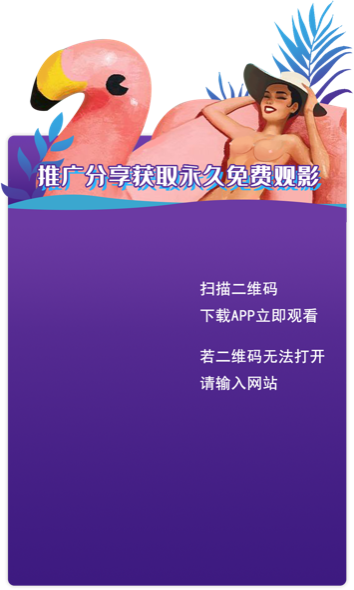 推广分享获取永久免费观影
扫描二维码
下载APP立即观看
若二维码无法打开
请输入网站